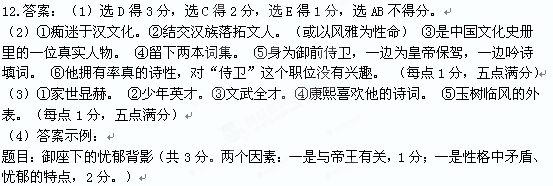 12.答案：（1）选D得3分，选C得2分，选E得1分，选AB不得分。
（2）①痴迷于汉文化。②结交汉族落拓文人。（或以风雅为性命） ③是中国文化史册
里的一位真实人物。 ④留下两本词集。 ⑤身为御前侍卫，一边为皇帝保驾，一边吟诗
填词。 ⑥他拥有率真的诗性，对“侍卫”这个职位没有兴趣。 （每点1分，五点满分）
（3）①家世显赫。 ②少年英才。③文武全才。④康熙喜欢他的诗词。 ⑤玉树临风的外
表。（每点1分，五点满分）
（4）答案示例：
题目：御座下的忧郁背影（共3分。两个因素：一是与帝王有关，1分；一是性格中矛盾、
忧郁的特点，2分。）